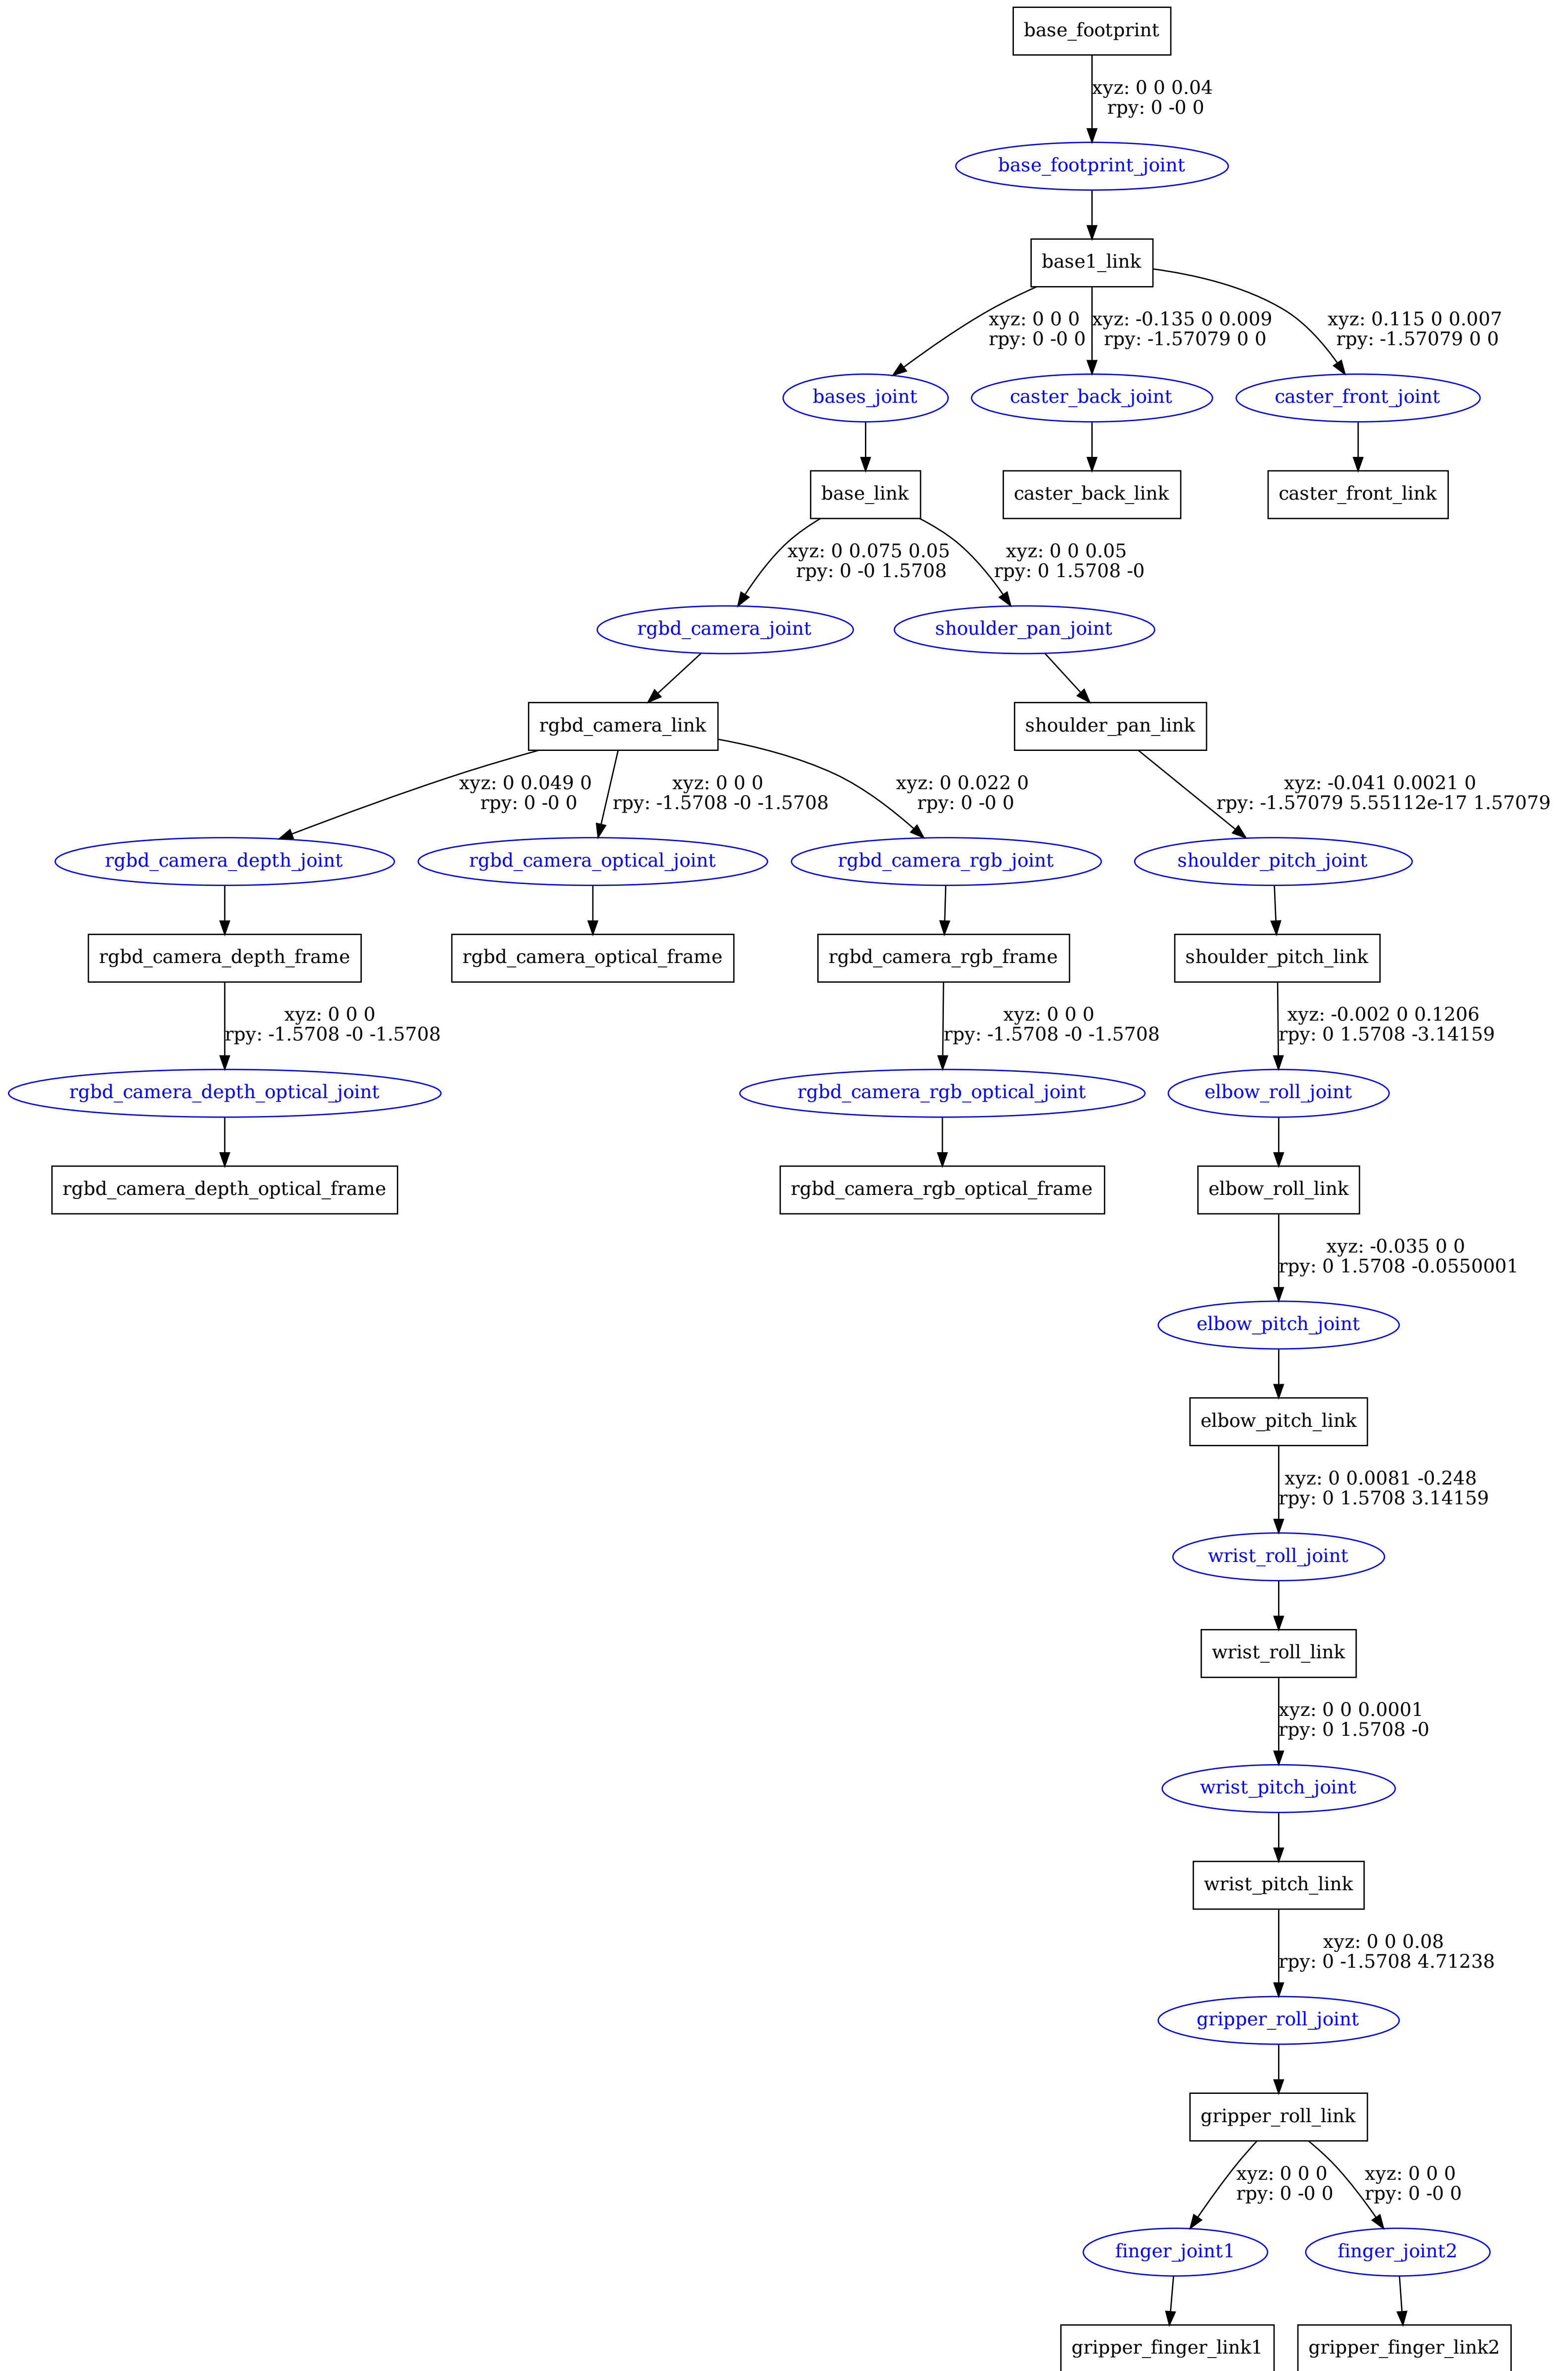 base_footprint
xyz: 0 0 0.04
rpy: 0 -0 0
base_footprint_joint
base1_link
xyz: 0 0 0
rpy: 0 -0 0
xyz: -0.135 0 0.009
rpy: -1.57079 0 0
xyz: 0.115 0 0.007
rpy: -1.57079 0 0
bases_joint
caster_back_joint
caster_front_joint
base_link
caster_back_link
caster_front_link
xyz: 0 0.075 0.05
rpy: 0 -0 1.5708
xyz: 0 0 0.05
rpy: 0 1.5708 -0
rgbd_camera_joint
shoulder_pan_joint
rgbd_camera_link
shoulder_pan_link
xyz: 0 0.049 0
rpy: 0 -0 0
xyz: 0 0 0
rpy: -1.5708 -0 -1.5708
xyz: 0 0.022 0
rpy: 0 -0 0
xyz: -0.041 0.0021 0
rpy: -1.57079 5.55112e-17 1.57079
rgbd_camera_depth_joint
rgbd_camera_optical_joint
rgbd_camera_rgb_joint
shoulder_pitch_joint
rgbd_camera_depth_frame
rgbd_camera_optical_frame
rgbd_camera_rgb_frame
shoulder_pitch_link
xyz: 0 0 0
rpy: -1.5708 -0 -1.5708
xyz: 0 0 0
rpy: -1.5708 -0 -1.5708
xyz: -0.002 0 0.1206
rpy: 0 1.5708 -3.14159
rgbd_camera_depth_optical_joint
rgbd_camera_rgb_optical_joint
elbow_roll_joint
rgbd_camera_depth_optical_frame
rgbd_camera_rgb_optical_frame
elbow_roll_link
xyz: -0.035 0 0
rpy: 0 1.5708 -0.0550001
elbow_pitch_joint
elbow_pitch_link
xyz: 0 0.0081 -0.248
rpy: 0 1.5708 3.14159
wrist_roll_joint
wrist_roll_link
xyz: 0 0 0.0001
rpy: 0 1.5708 -0
wrist_pitch_joint
wrist_pitch_link
xyz: 0 0 0.08
rpy: 0 -1.5708 4.71238
gripper_roll_joint
gripper_roll_link
xyz: 0 0 0
rpy: 0 -0 0
xyz: 0 0 0
rpy: 0 -0 0
finger_joint1
finger_joint2
gripper_finger_link1
gripper_finger_link2